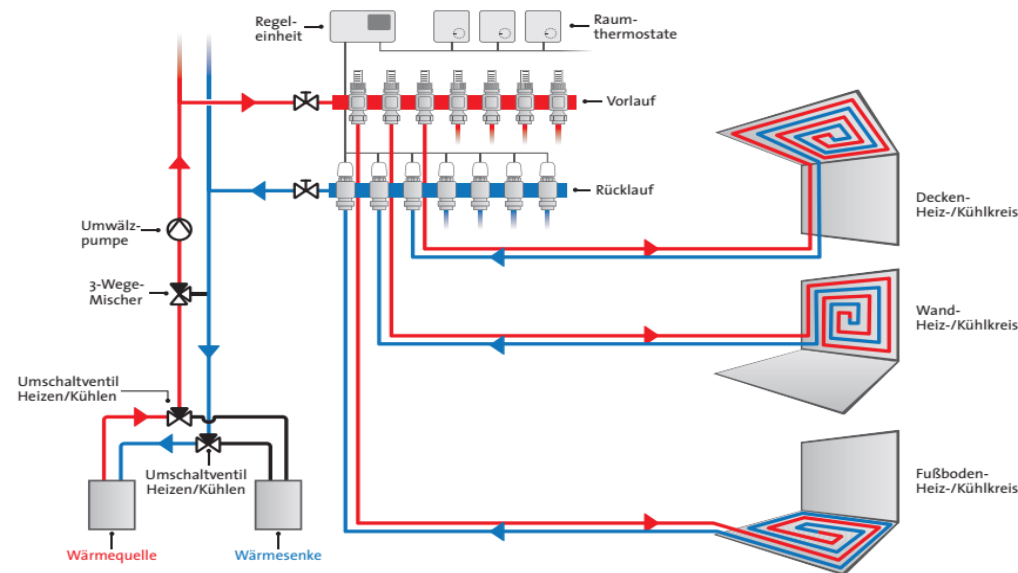 Regel-
einheit
Raum-
thermostate
Vorlauf
Rücklauf
Decken-
Heiz-/Kühlkreis
Umwälz-
pumpe
3-Wege-
Mischer
Wand-
Heiz-/Kühlkreis
Umschaltventil
Heizen/Kühlen
Umschaltventil
Heizen/Kühlen
Fußboden-
Heiz-/Kühlkreis
Wärmequelle
Wärmesenke